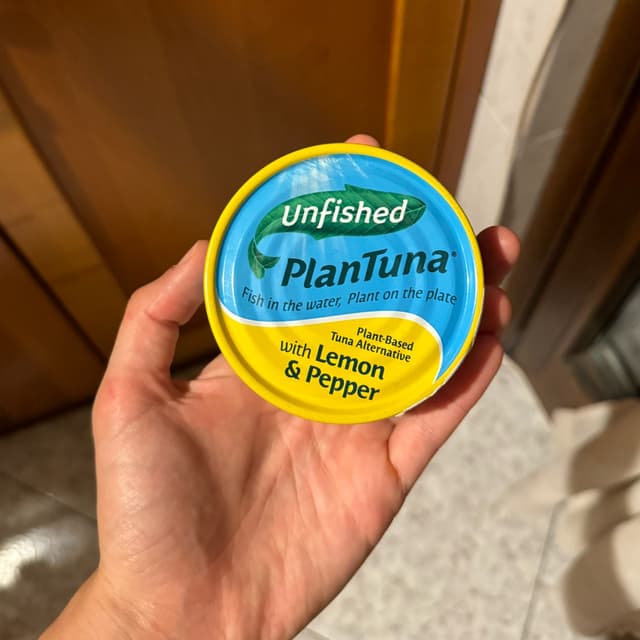 Unfished
PlanTuna®
Fish in the water, Plant on the plate
Plant-Based
Tuna Alternative
with Lemon
& Pepper